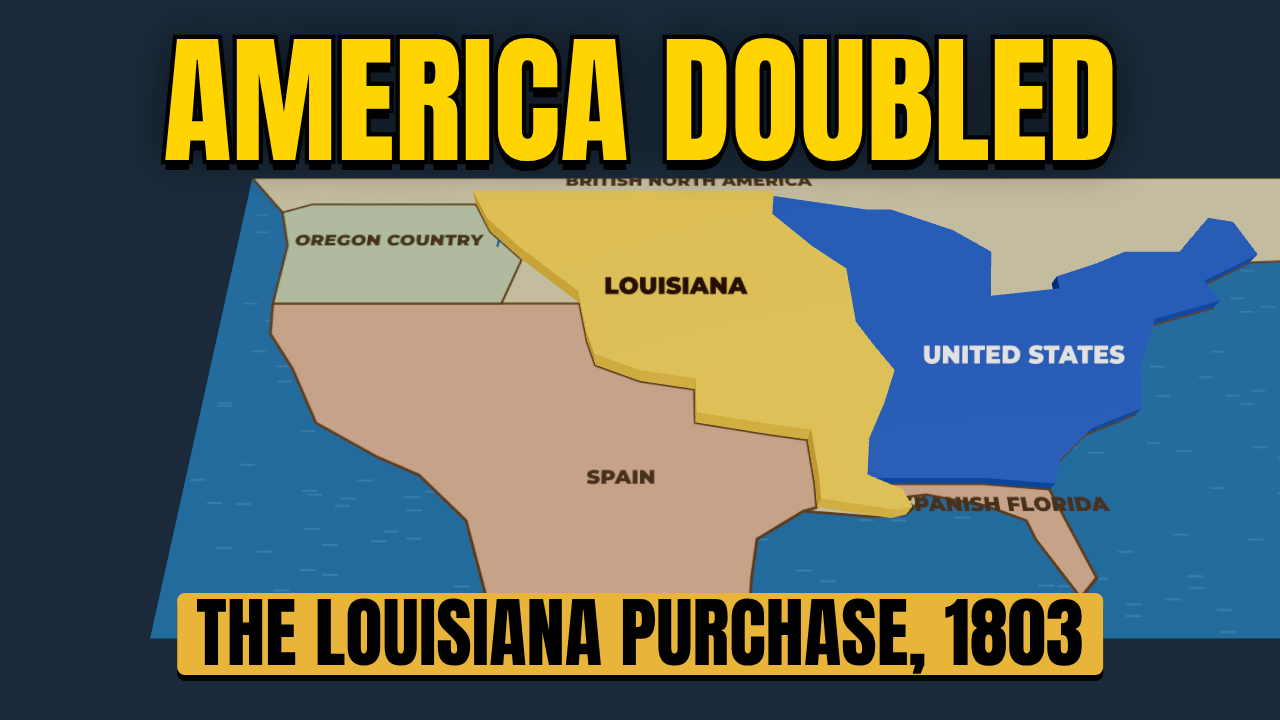 AMERICA DOUBLED
BRITISH NORTH AMERICA
OREGON COUNTRY
LOUISIANA
UNITED STATES
SPAIN
SPANISH FLORIDA
THE LOUISIANA PURCHASE, 1803